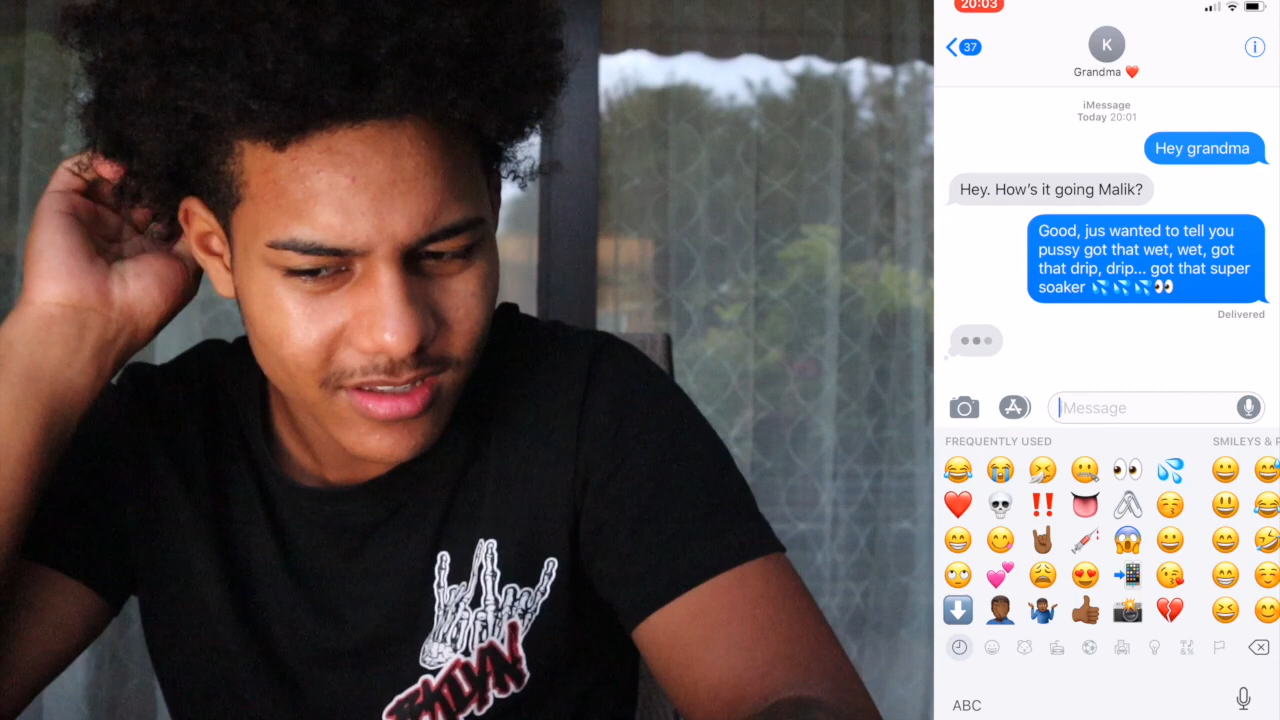 20:03
37
K
Grandma ❤️
iMessage
Today 20:01
Hey grandma
Hey. How's it going Malik?
Good, jus wanted to tell you
pussy got that wet, wet, got
that drip, drip... got that super
soaker 💦💦💦👀
Delivered
iMessage
FREQUENTLY USED
SMILEYS & P
ABC
BKLYN